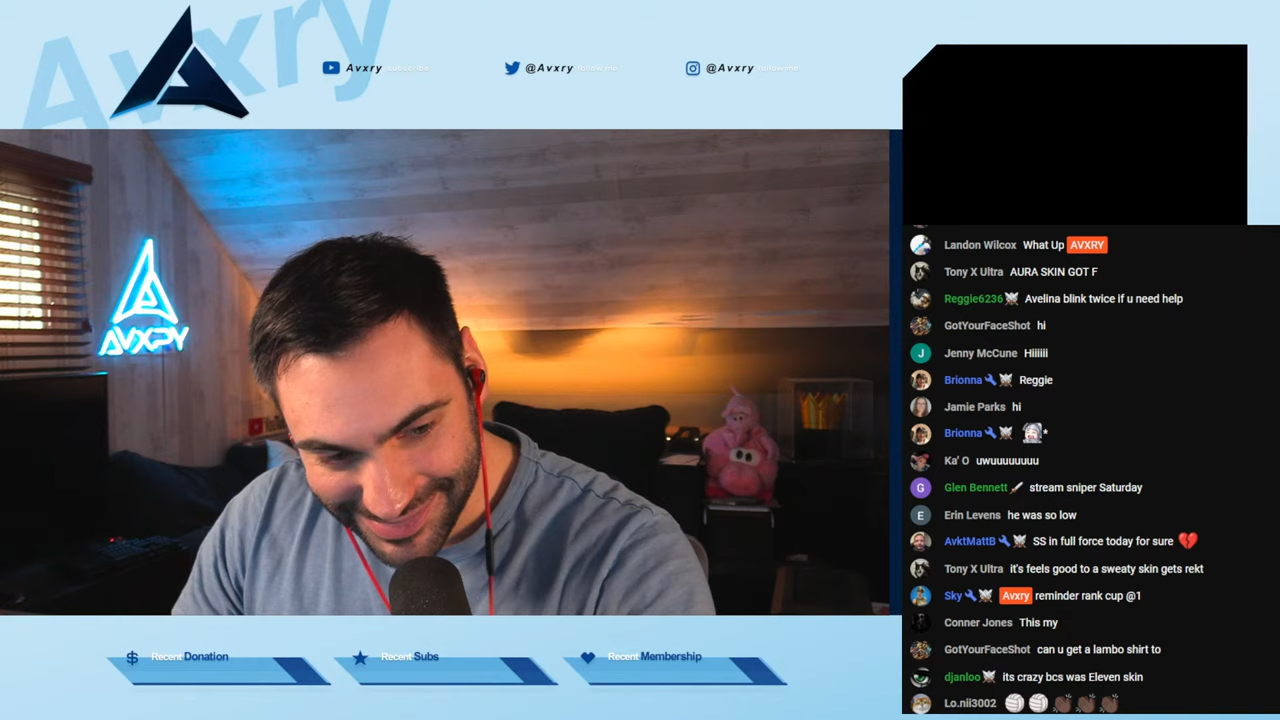 Avxry
Avxry subscribe
@Avxry follow me
@Avxry follow me
AVXRY
Landon Wilcox What Up AVXRY
Tony X Ultra AURA SKIN GOT F
Reggie6236 Avelina blink twice if u need help
GotYourFaceShot hi
J Jenny McCune Hiiiiii
Brionna Reggie
Jamie Parks hi
Brionna *
Ka' O uwuuuuuuuu
G Glen Bennett stream sniper Saturday
E Erin Levens he was so low
AvktMattB SS in full force today for sure
Tony X Ultra it's feels good to a sweaty skin gets rekt
Sky Avxry reminder rank cup @1
Conner Jones This my
GotYourFaceShot can u get a lambo shirt to
djanloo its crazy bcs was Eleven skin
Lo.nii3002
$ Recent Donation
Recent Subs
Recent Membership